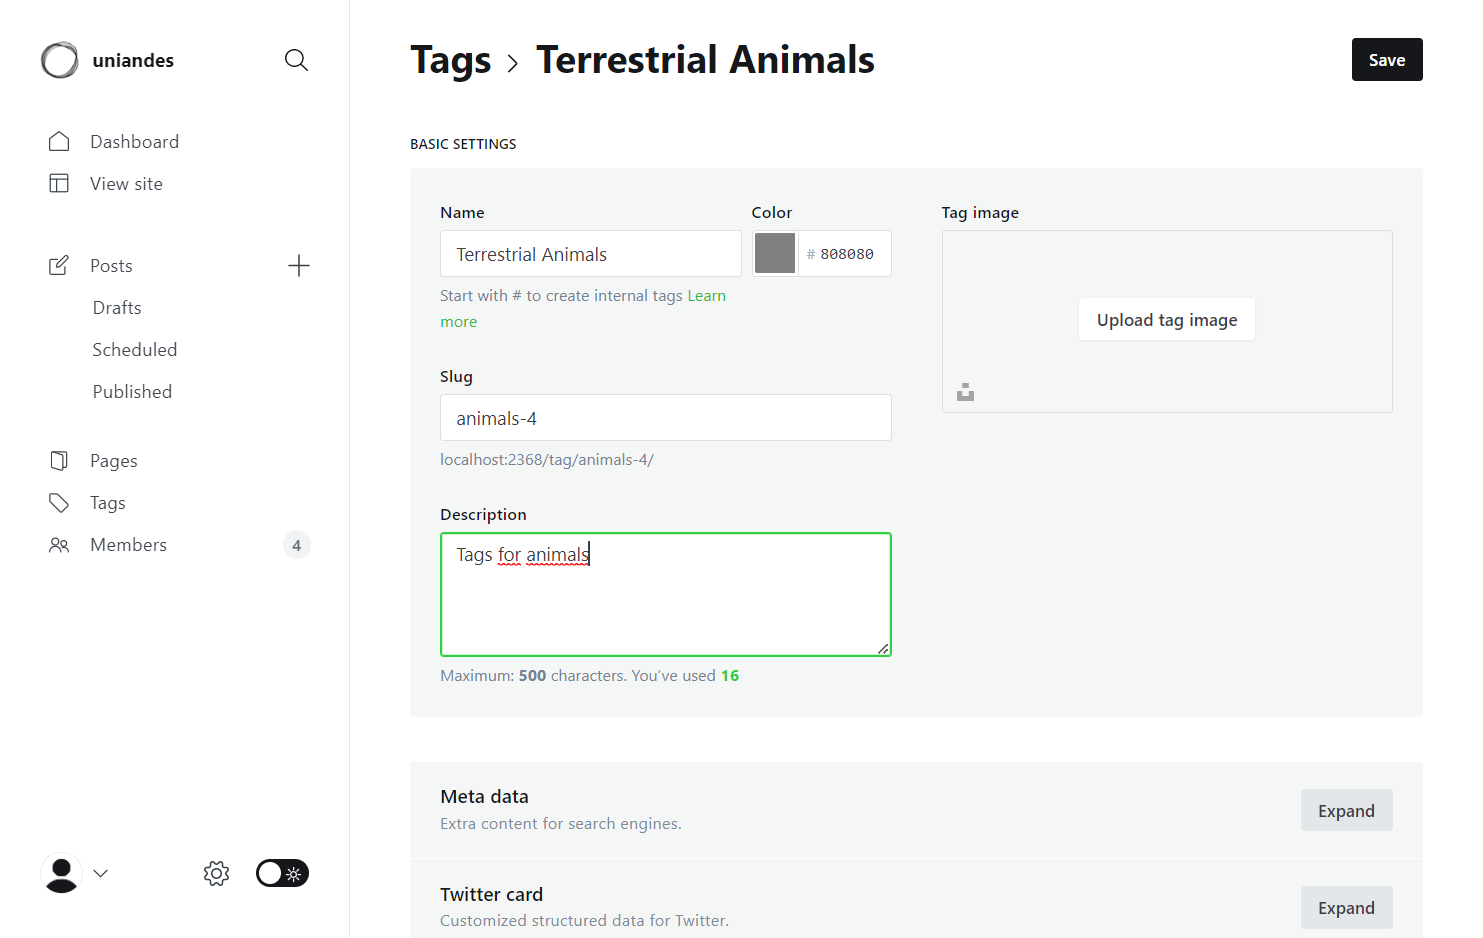 uniandes
Dashboard
View site
Posts
Drafts
Scheduled
Published
Pages
Tags
Members 4
Tags › Terrestrial Animals
Save
BASIC SETTINGS
Name
Terrestrial Animals
Start with # to create internal tags Learn
more
Color
# 808080
Slug
animals-4
localhost:2368/tag/animals-4/
Description
Tags for animals
Maximum: 500 characters. You’ve used 16
Tag image
Upload tag image
Meta data
Extra content for search engines.
Expand
Twitter card
Customized structured data for Twitter.
Expand